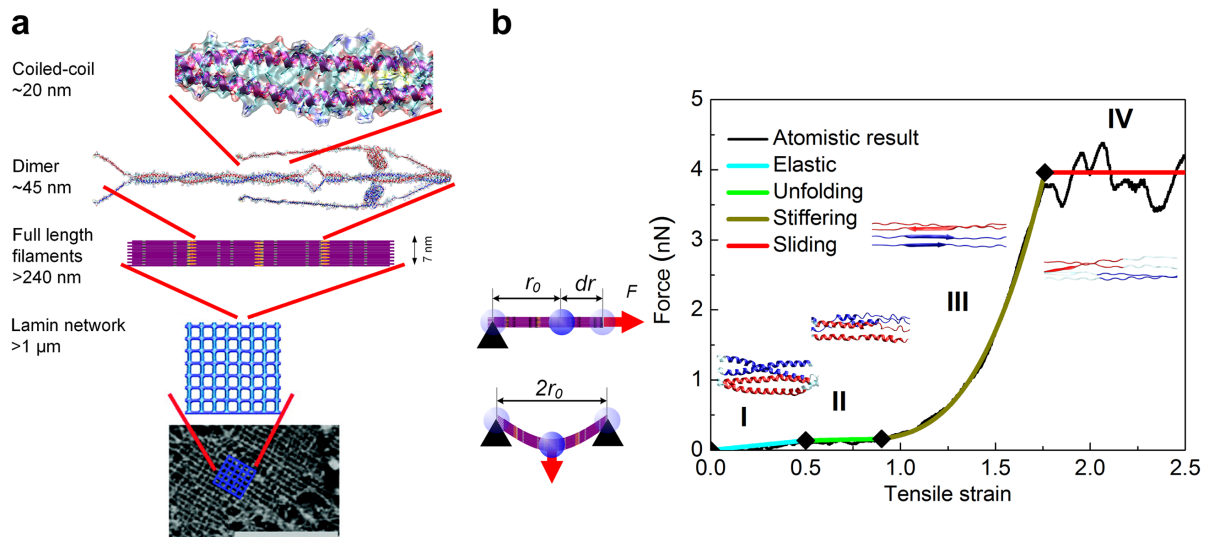 a
Coiled-coil
~20 nm
Dimer
~45 nm
Full length
filaments
>240 nm
7 nm
Lamin network
>1 µm
b
r0
dr
F
2r0
5
4
3
2
1
0
Force (nN)
Atomistic result
Elastic
Unfolding
Stiffering
Sliding
I
II
III
IV
0.0
0.5
1.0
1.5
2.0
2.5
Tensile strain